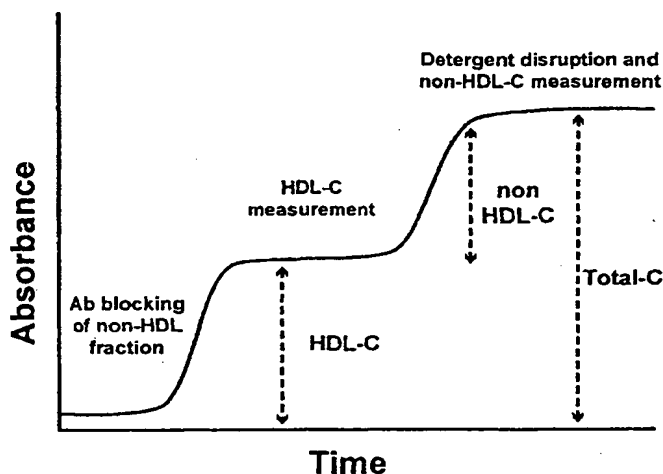 Detergent disruption and
non-HDL-C measurement
HDL-C
measurement
non
HDL-C
Total-C
Ab blocking
of non-HDL
fraction
HDL-C
Absorbance
Time